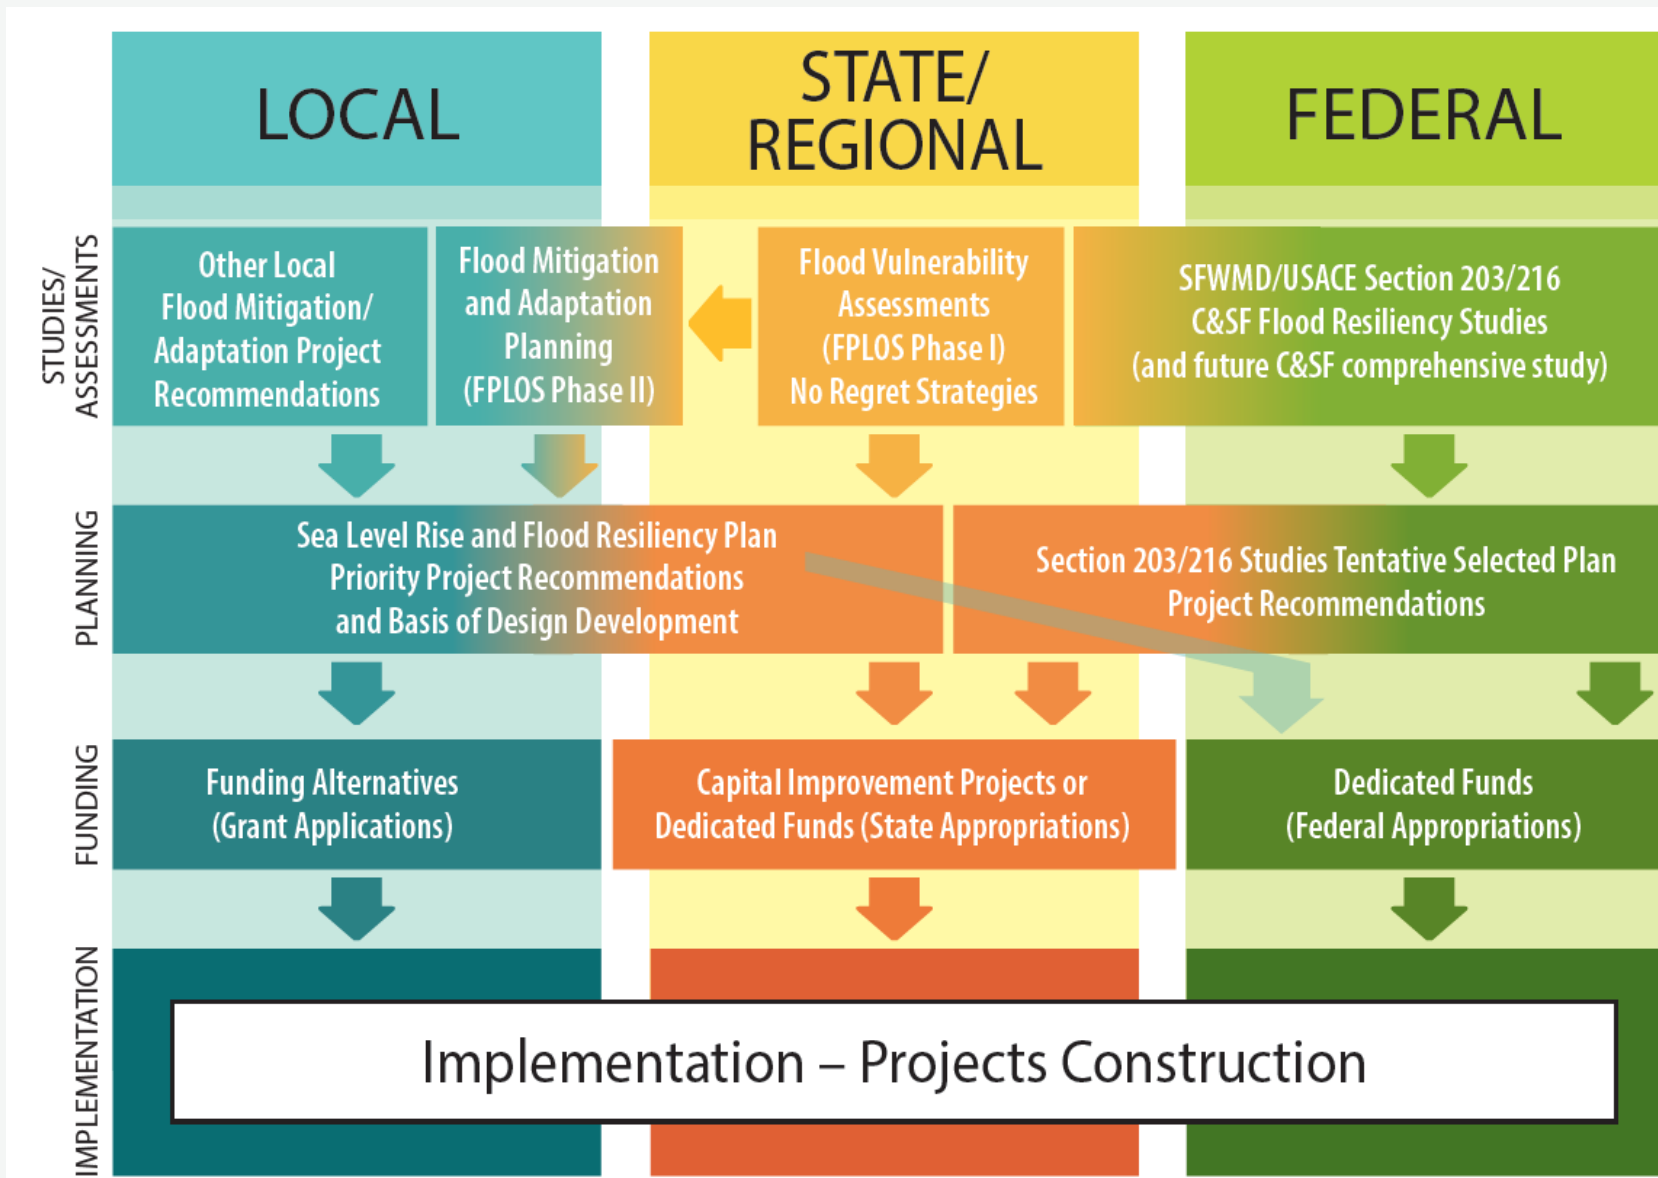 LOCAL
STATE/
REGIONAL
FEDERAL
STUDIES/
ASSESSMENTS
Other Local
Flood Mitigation/
Adaptation Project
Recommendations
Flood Mitigation
and Adaptation
Planning
(FPLOS Phase II)
Flood Vulnerability
Assessments
(FPLOS Phase I)
No Regret Strategies
SFWMD/USACE Section 203/216
C&SF Flood Resiliency Studies
(and future C&SF comprehensive study)
PLANNING
Sea Level Rise and Flood Resiliency Plan
Priority Project Recommendations
and Basis of Design Development
Section 203/216 Studies Tentative Selected Plan
Project Recommendations
FUNDING
Funding Alternatives
(Grant Applications)
Capital Improvement Projects or
Dedicated Funds (State Appropriations)
Dedicated Funds
(Federal Appropriations)
IMPLEMENTATION
Implementation – Projects Construction